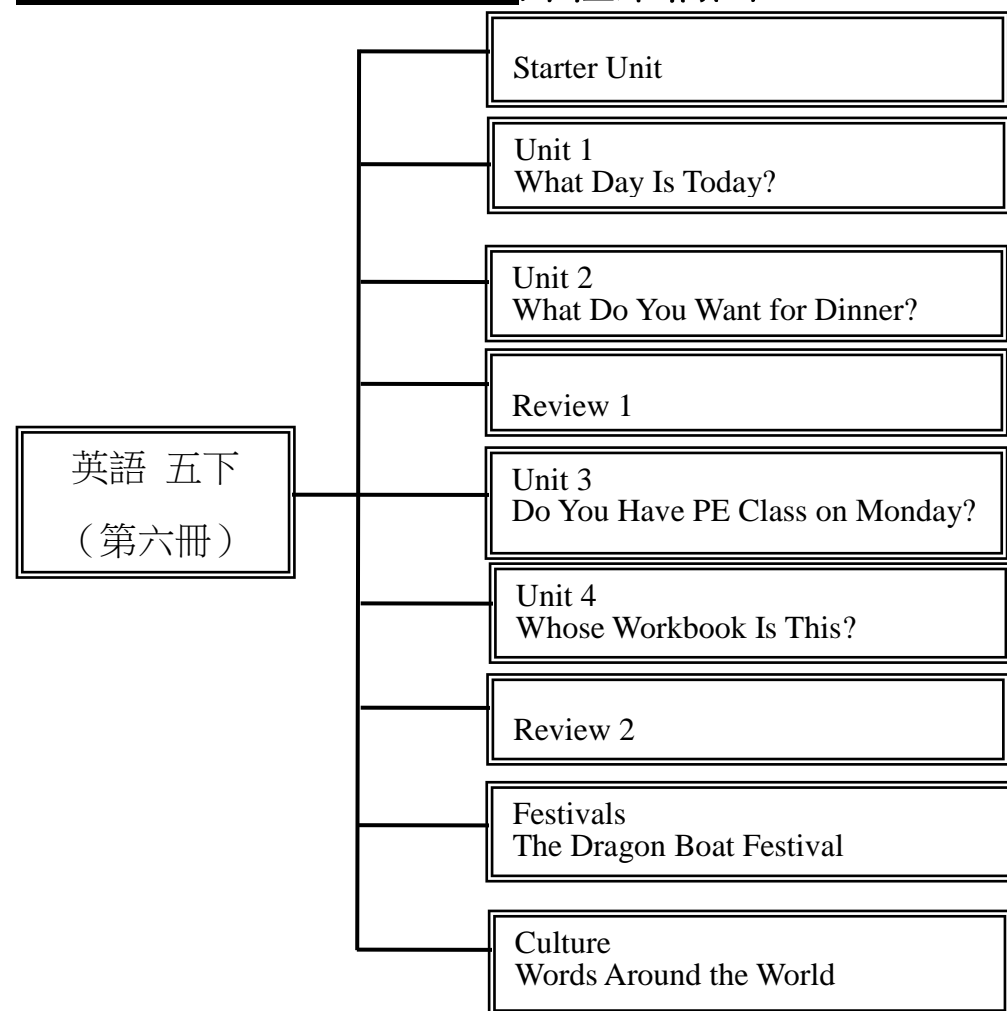 Starter Unit
Unit 1
What Day Is Today?
Unit 2
What Do You Want for Dinner?
Review 1
英語 五下
（第六冊）
Unit 3
Do You Have PE Class on Monday?
Unit 4
Whose Workbook Is This?
Review 2
Festivals
The Dragon Boat Festival
Culture
Words Around the World